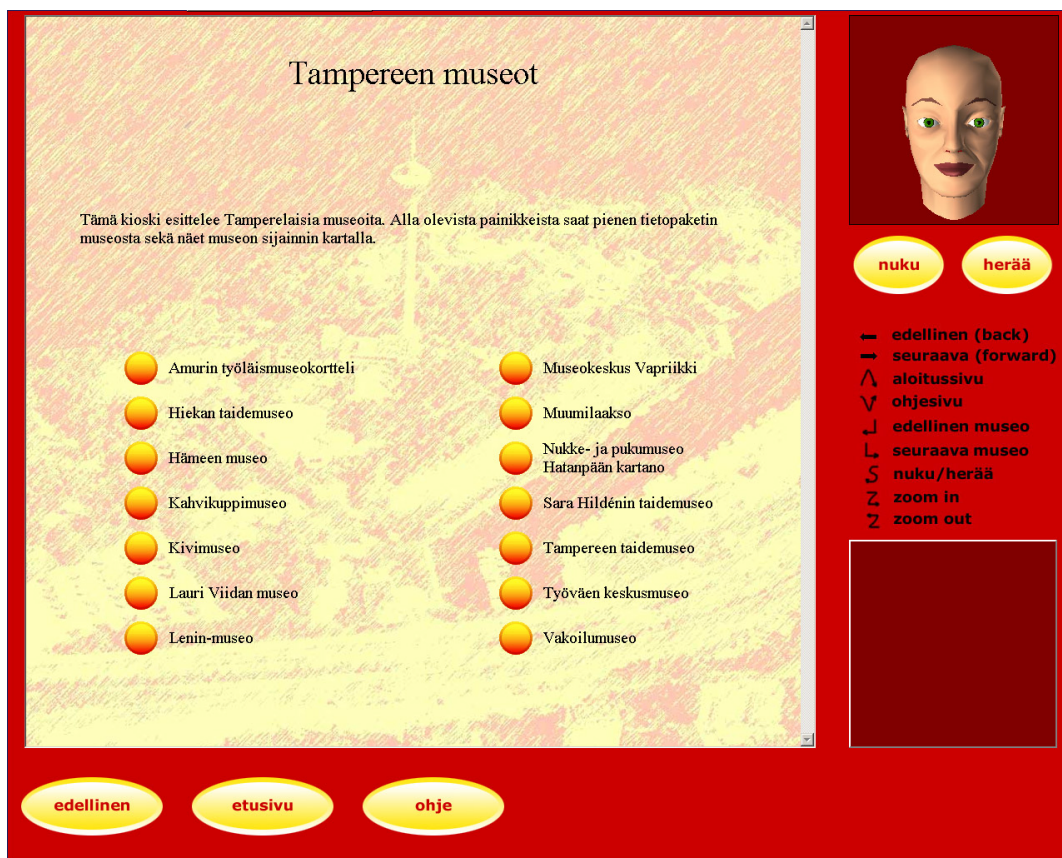 Tampereen museot
Tämä kioski esittelee Tamperelaisia museoita. Alla olevista painikkeista saat pienen tietopaketin
museosta sekä näet museon sijainnin kartalla.
Amurin työläismuseokortteli
Hiekan taidemuseo
Hämeen museo
Kahvikuppimuseo
Kivimuseo
Lauri Viidan museo
Lenin-museo
Museokeskus Vapriikki
Muumilaakso
Nukke- ja pukumuseo
Hatanpään kartano
Sara Hildénin taidemuseo
Tampereen taidemuseo
Työväen keskusmuseo
Vakoilumuseo
nuku herää
edellinen (back)
seuraava (forward)
aloitussivu
ohjesivu
edellinen museo
seuraava museo
nuku/herää
zoom in
zoom out
edellinen etusivu ohje